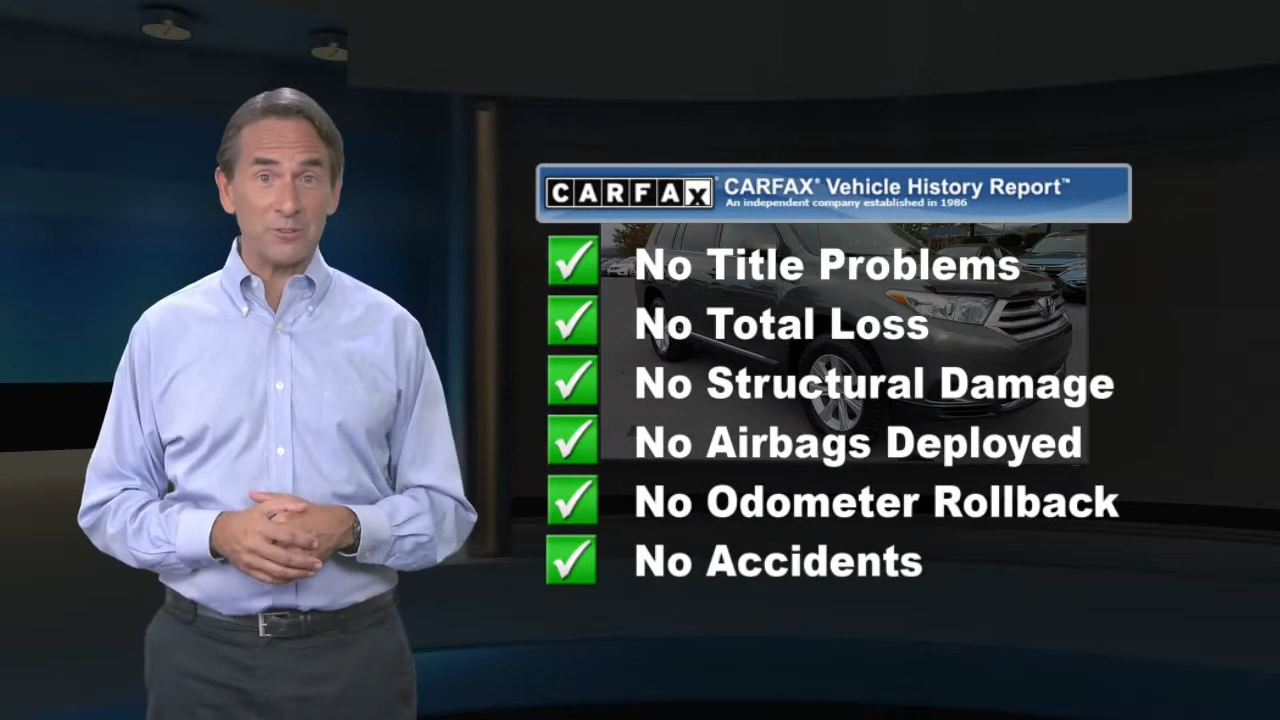 CARFAX® CARFAX® Vehicle History Report™
An independent company established in 1986
No Title Problems
No Total Loss
No Structural Damage
No Airbags Deployed
No Odometer Rollback
No Accidents